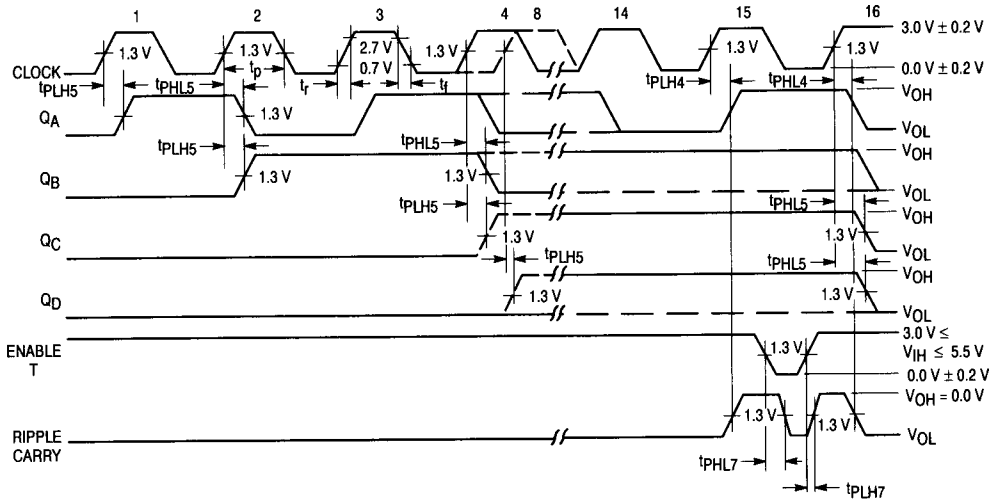 1 2 3 4 8 14 15 16
CLOCK 1.3 V 1.3 V 2.7 V 1.3 V 1.3 V 1.3 V 1.3 V 3.0 V ± 0.2 V
tp 0.7 V 0.0 V ± 0.2 V
tPLH5 tPHL5 tr tf tPLH4 tPHL4 VOH
QA 1.3 V VOL
tPLH5 tPHL5 VOH
QB 1.3 V 1.3 V VOL
tPLH5 tPHL5 VOH
QC 1.3 V 1.3 V VOL
tPLH5 tPHL5 VOH
QD 1.3 V 1.3 V VOL
ENABLE T 1.3 V 3.0 V ≤ VIH ≤ 5.5 V
0.0 V ± 0.2 V
VOH = 0.0 V
RIPPLE CARRY 1.3 V 1.3 V VOL
tPHL7
tPLH7